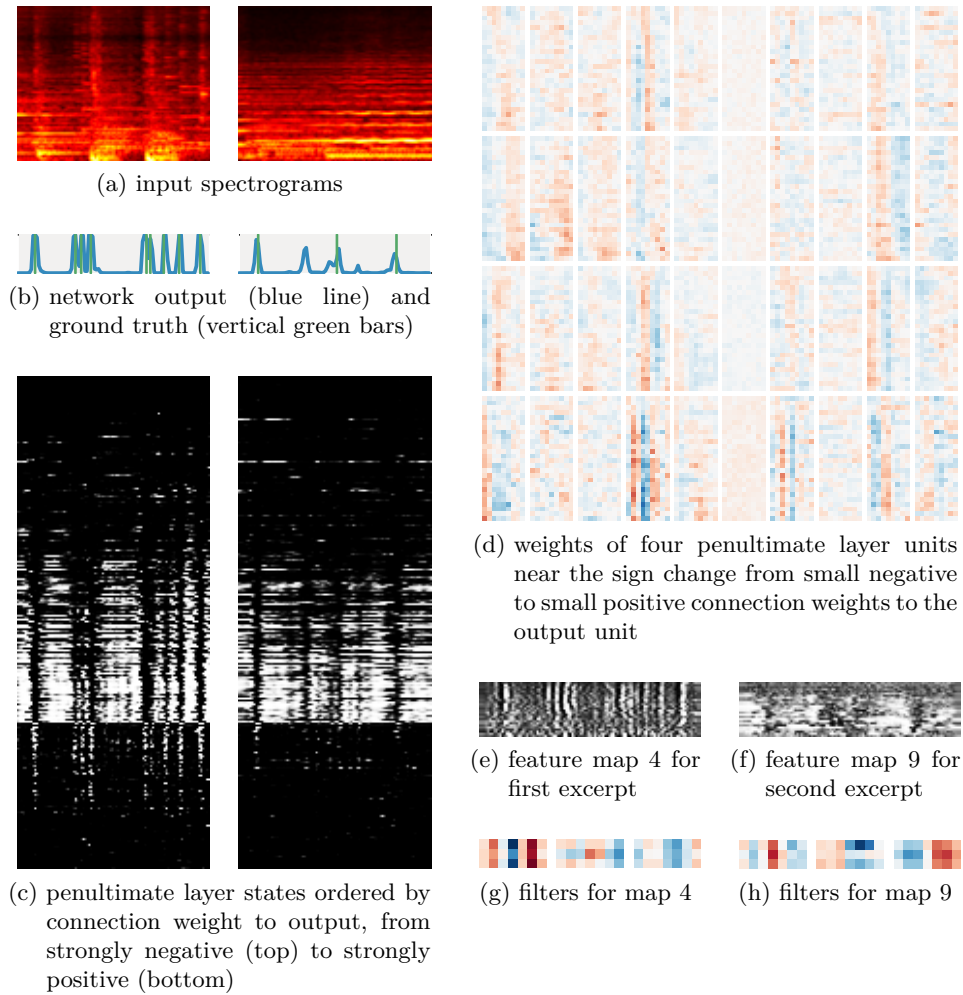 (a) input spectrograms
(b) network output (blue line) and
ground truth (vertical green bars)
(c) penultimate layer states ordered by
connection weight to output, from
strongly negative (top) to strongly
positive (bottom)
(d) weights of four penultimate layer units
near the sign change from small negative
to small positive connection weights to the
output unit
(e) feature map 4 for
first excerpt
(f) feature map 9 for
second excerpt
(g) filters for map 4
(h) filters for map 9